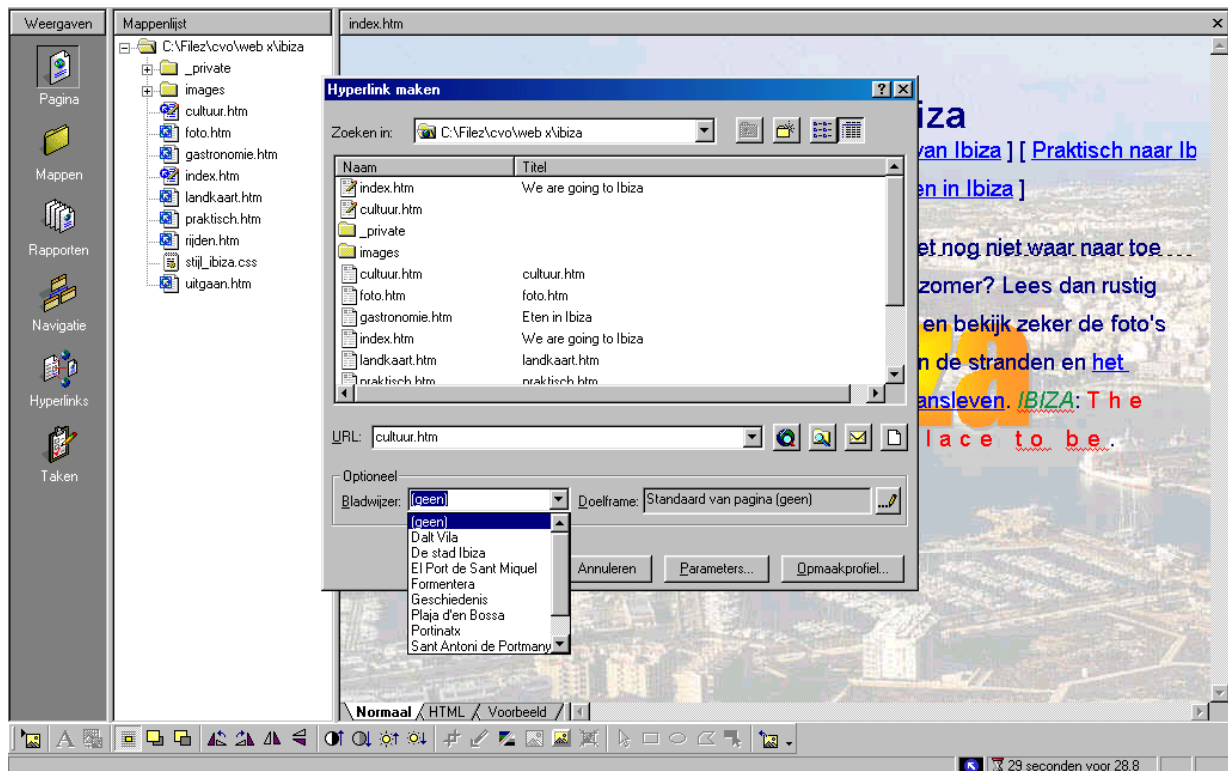 Weergaven
Pagina
Mappen
Rapporten
Navigatie
Hyperlinks
Taken
Mappenlijst
C:\Filez\cvo\web x\ibiza
_private
images
cultuur.htm
foto.htm
gastronomie.htm
index.htm
landkaart.htm
praktisch.htm
rijden.htm
stijl_ibiza.css
uitgaan.htm
index.htm
iza
van Ibiza ] [ Praktisch naar Ib
en in Ibiza ]
et nog niet waar naar toe
zomer? Lees dan rustig
en bekijk zeker de foto's
n de stranden en het
ansleven. IBIZA: The
lace to be.
Hyperlink maken
Zoeken in: C:\Filez\cvo\web x\ibiza
Naam Titel
index.htm We are going to Ibiza
cultuur.htm
_private
images
cultuur.htm cultuur.htm
foto.htm foto.htm
gastronomie.htm Eten in Ibiza
index.htm We are going to Ibiza
landkaart.htm landkaart.htm
praktisch.htm praktisch.htm
URL: cultuur.htm
Optioneel
Bladwijzer: (geen) Doelframe: Standaard van pagina (geen)
(geen)
Dalt Vila
De stad Ibiza
El Port de Sant Miquel
Formentera
Geschiedenis
Plaja d'en Bossa
Portinatx
Sant Antoni de Portmany
Annuleren Parameters... Opmaakprofiel...
Normaal HTML Voorbeeld
29 seconden voor 28.8